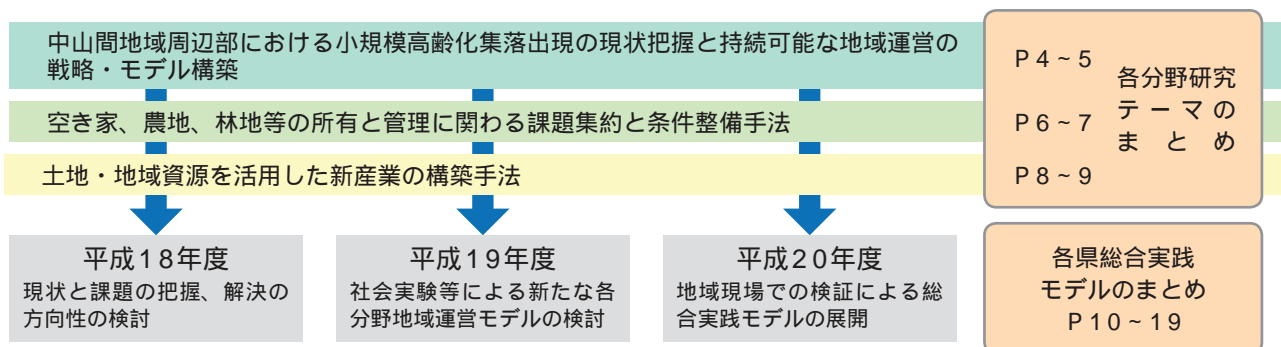 中山間地域周辺部における小規模高齢化集落出現の現状把握と持続可能な地域運営の
戦略・モデル構築
空き家、農地、林地等の所有と管理に関わる課題集約と条件整備手法
土地・地域資源を活用した新産業の構築手法
P4~5
P6~7
P8~9
各分野研究
テーマの
まとめ
平成18年度
現状と課題の把握、解決の
方向性の検討
平成19年度
社会実験等による新たな各
分野地域運営モデルの検討
平成20年度
地域現場での検証による総
合実践モデルの展開
各県総合実践
モデルのまとめ
P10~19